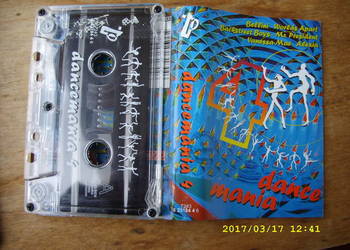 dancemania 4
Bellini - Worlds Apart
Backstreet Boys - Mr. President
Vanessa-Mae - Alexia
4
dance
mania
2017/03/17 12:41